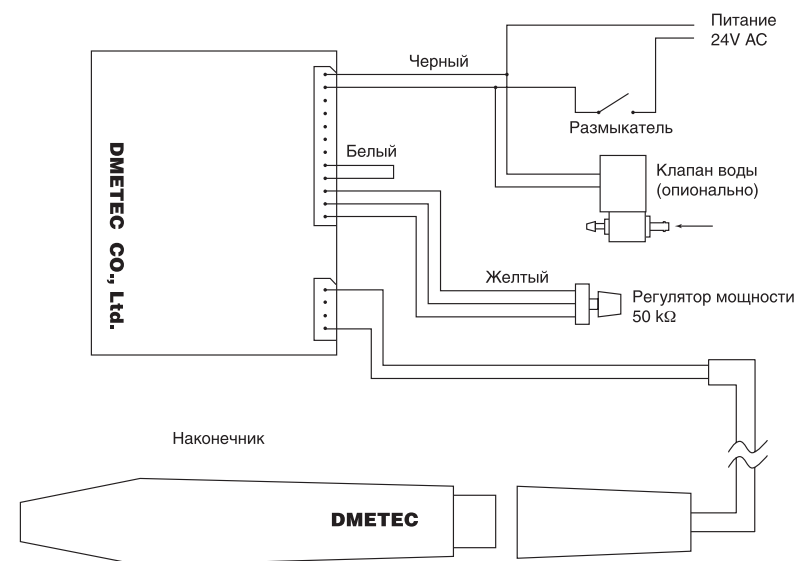 Питание
24V AC
Черный
Размыкатель
Белый
Клапан воды
(опионально)
DMETEC CO., Ltd.
Желтый
Регулятор мощности
50 kΩ
Наконечник
DMETEC